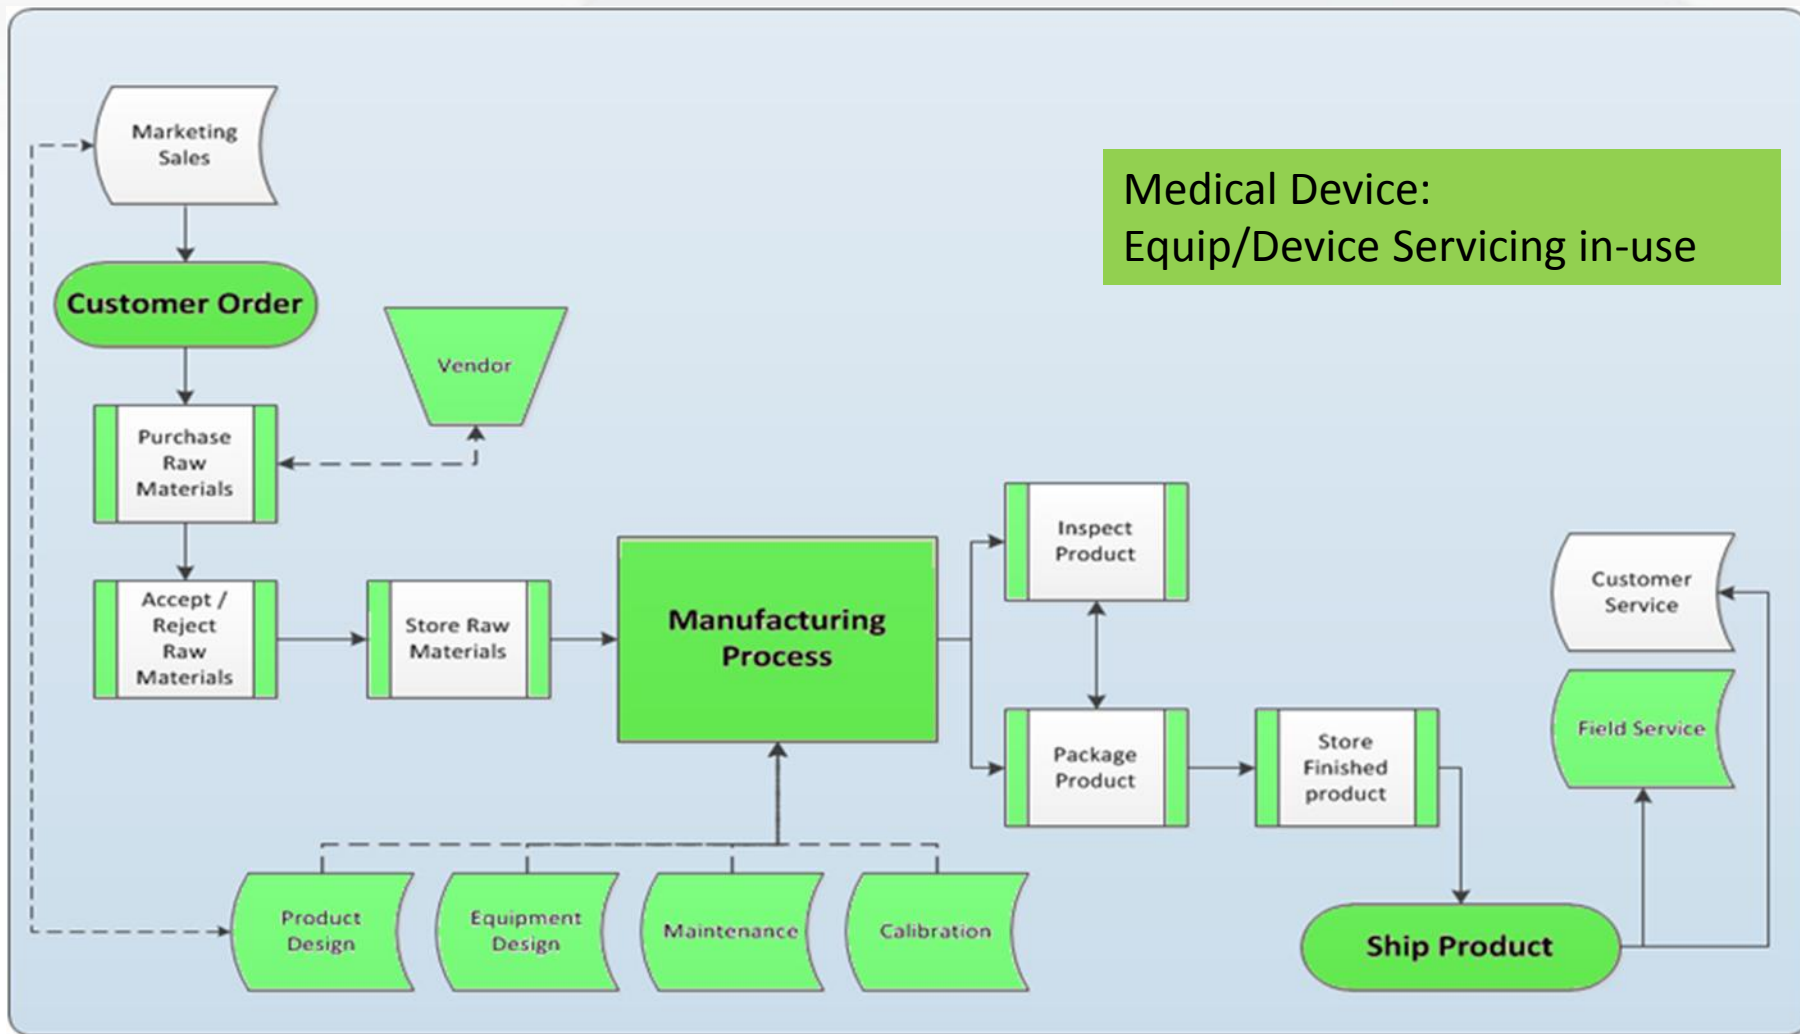 Marketing
Sales
Medical Device:
Equip/Device Servicing in-use
Customer Order
Vendor
Purchase
Raw
Materials
Accept /
Reject
Raw
Materials
Store Raw
Materials
Manufacturing
Process
Inspect
Product
Package
Product
Store
Finished
product
Customer
Service
Field Service
Product
Design
Equipment
Design
Maintenance
Calibration
Ship Product